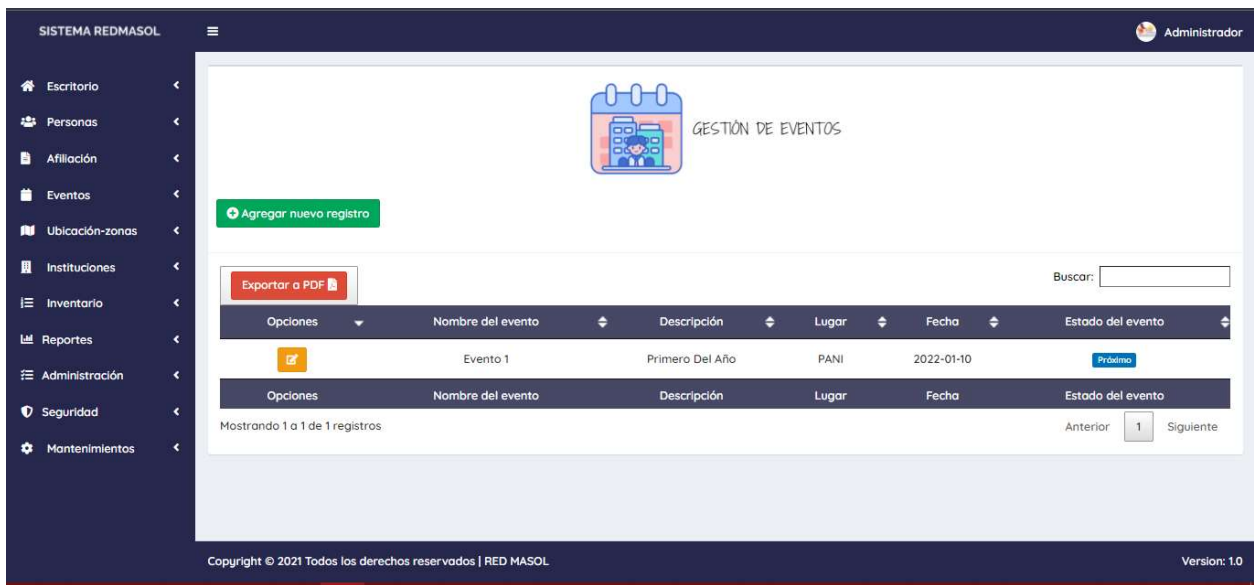 SISTEMA REDMASOL
Administrador
Escritorio
Personas
Afiliación
Eventos
Ubicación-zonas
Instituciones
Inventario
Reportes
Administración
Seguridad
Mantenimientos
GESTIÓN DE EVENTOS
Agregar nuevo registro
Exportar a PDF
Buscar:
Opciones Nombre del evento Descripción Lugar Fecha Estado del evento
Evento 1 Primero Del Año PANI 2022-01-10 Próximo
Opciones Nombre del evento Descripción Lugar Fecha Estado del evento
Mostrando 1 a 1 de 1 registros
Anterior 1 Siguiente
Copyright © 2021 Todos los derechos reservados | RED MASOL
Version: 1.0